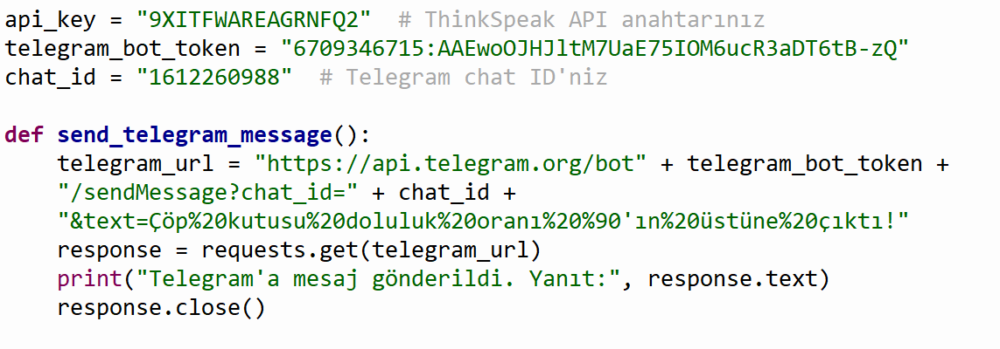 api_key = "9XITFWAREAGRNFQ2"  # ThinkSpeak API anahtarınız
telegram_bot_token = "6709346715:AAEwoOJHJltM7UaE75IOM6ucR3aDT6tB-zQ"
chat_id = "1612260988"  # Telegram chat ID'niz
def send_telegram_message():
    telegram_url = "https://api.telegram.org/bot" + telegram_bot_token +
    "/sendMessage?chat_id=" + chat_id +
    "&text=Çöp%20kutusu%20doluluk%20oranı%20%90'ın%20üstüne%20çıktı!"
    response = requests.get(telegram_url)
    print("Telegram'a mesaj gönderildi. Yanıt:", response.text)
    response.close()